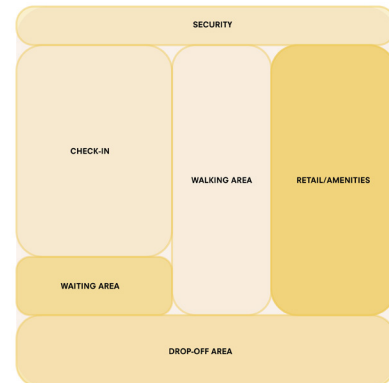 SECURITY
CHECK-IN
WALKING AREA
RETAIL/AMENITIES
WAITING AREA
DROP-OFF AREA